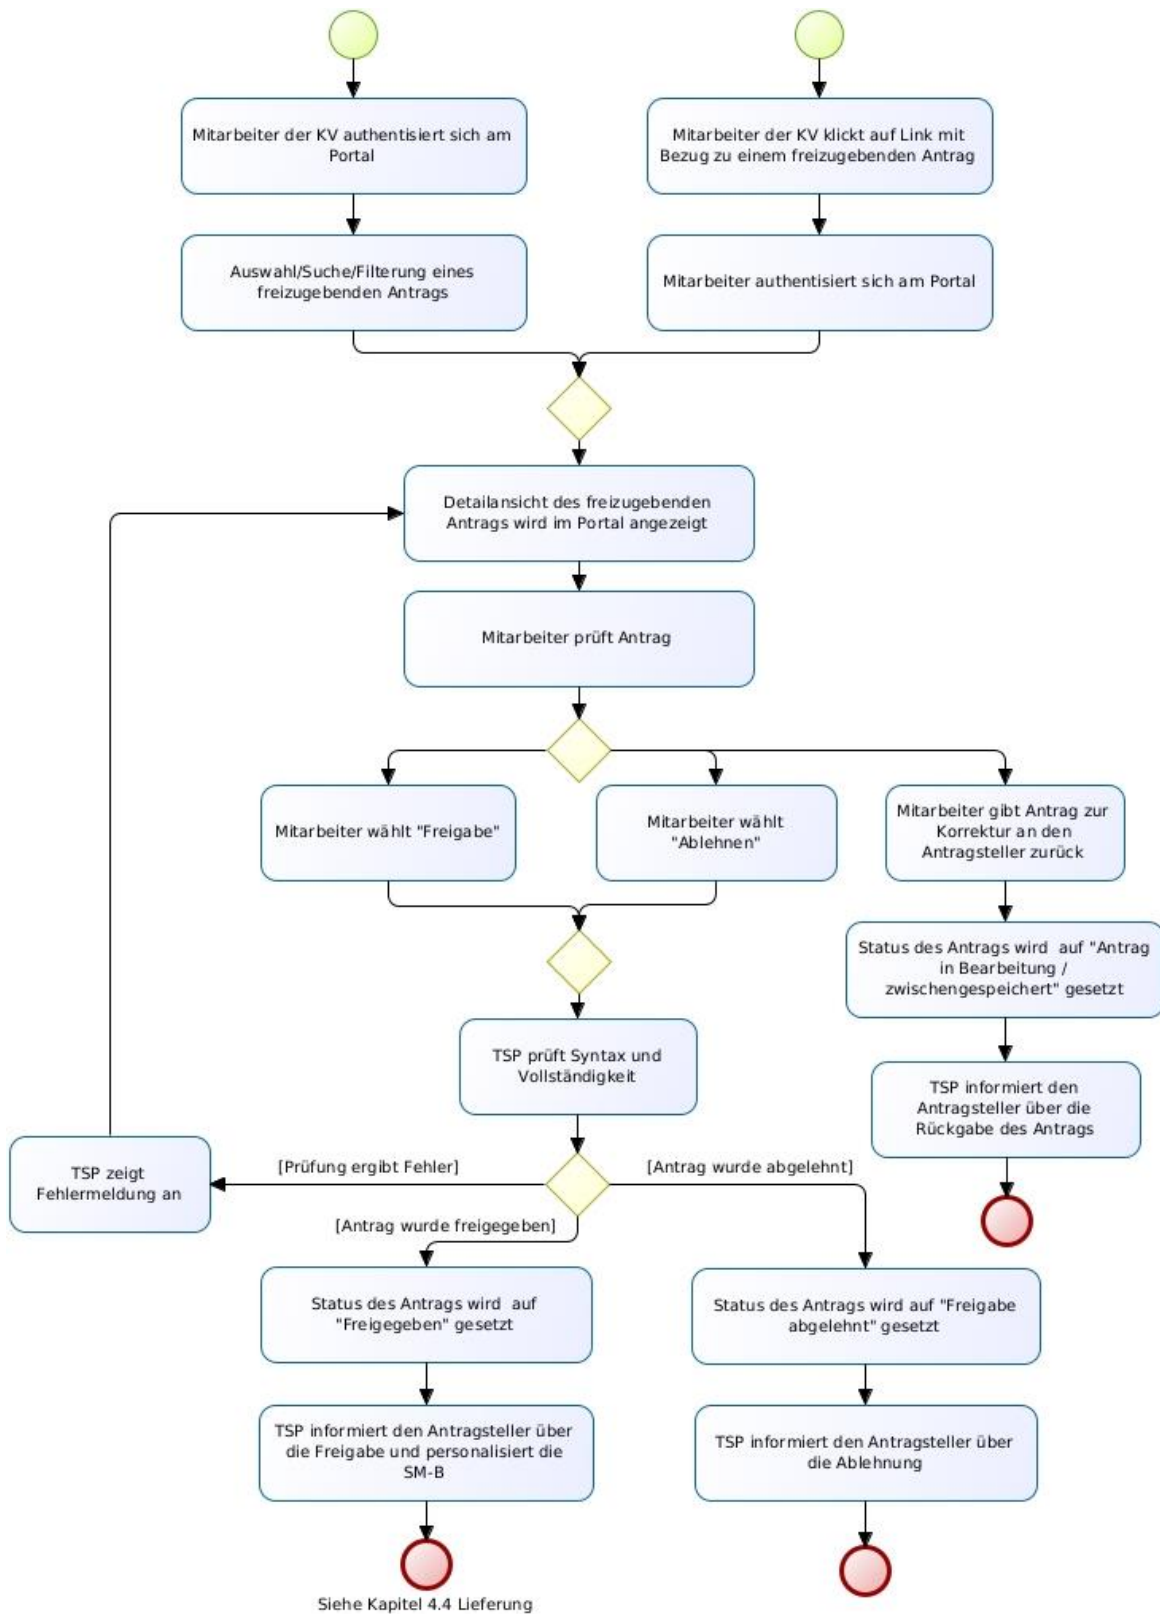 Mitarbeiter der KV authentisiert sich am
Portal
Mitarbeiter der KV klickt auf Link mit
Bezug zu einem freizugebenden Antrag
Auswahl/Suche/Filterung eines
freizugebenden Antrags
Mitarbeiter authentisiert sich am Portal
Detailansicht des freizugebenden
Antrags wird im Portal angezeigt
Mitarbeiter prüft Antrag
Mitarbeiter wählt "Freigabe"
Mitarbeiter wählt
"Ablehnen"
Mitarbeiter gibt Antrag zur
Korrektur an den
Antragsteller zurück
Status des Antrags wird auf "Antrag
in Bearbeitung /
zwischengespeichert" gesetzt
TSP prüft Syntax und
Vollständigkeit
TSP informiert den
Antragsteller über die
Rückgabe des Antrags
TSP zeigt
Fehlermeldung an
[Prüfung ergibt Fehler]
[Antrag wurde abgelehnt]
[Antrag wurde freigegeben]
Status des Antrags wird auf
"Freigegeben" gesetzt
Status des Antrags wird auf "Freigabe
abgelehnt" gesetzt
TSP informiert den Antragsteller über
die Freigabe und personalisiert die
SM-B
TSP informiert den Antragsteller über
die Ablehnung
Siehe Kapitel 4.4 Lieferung